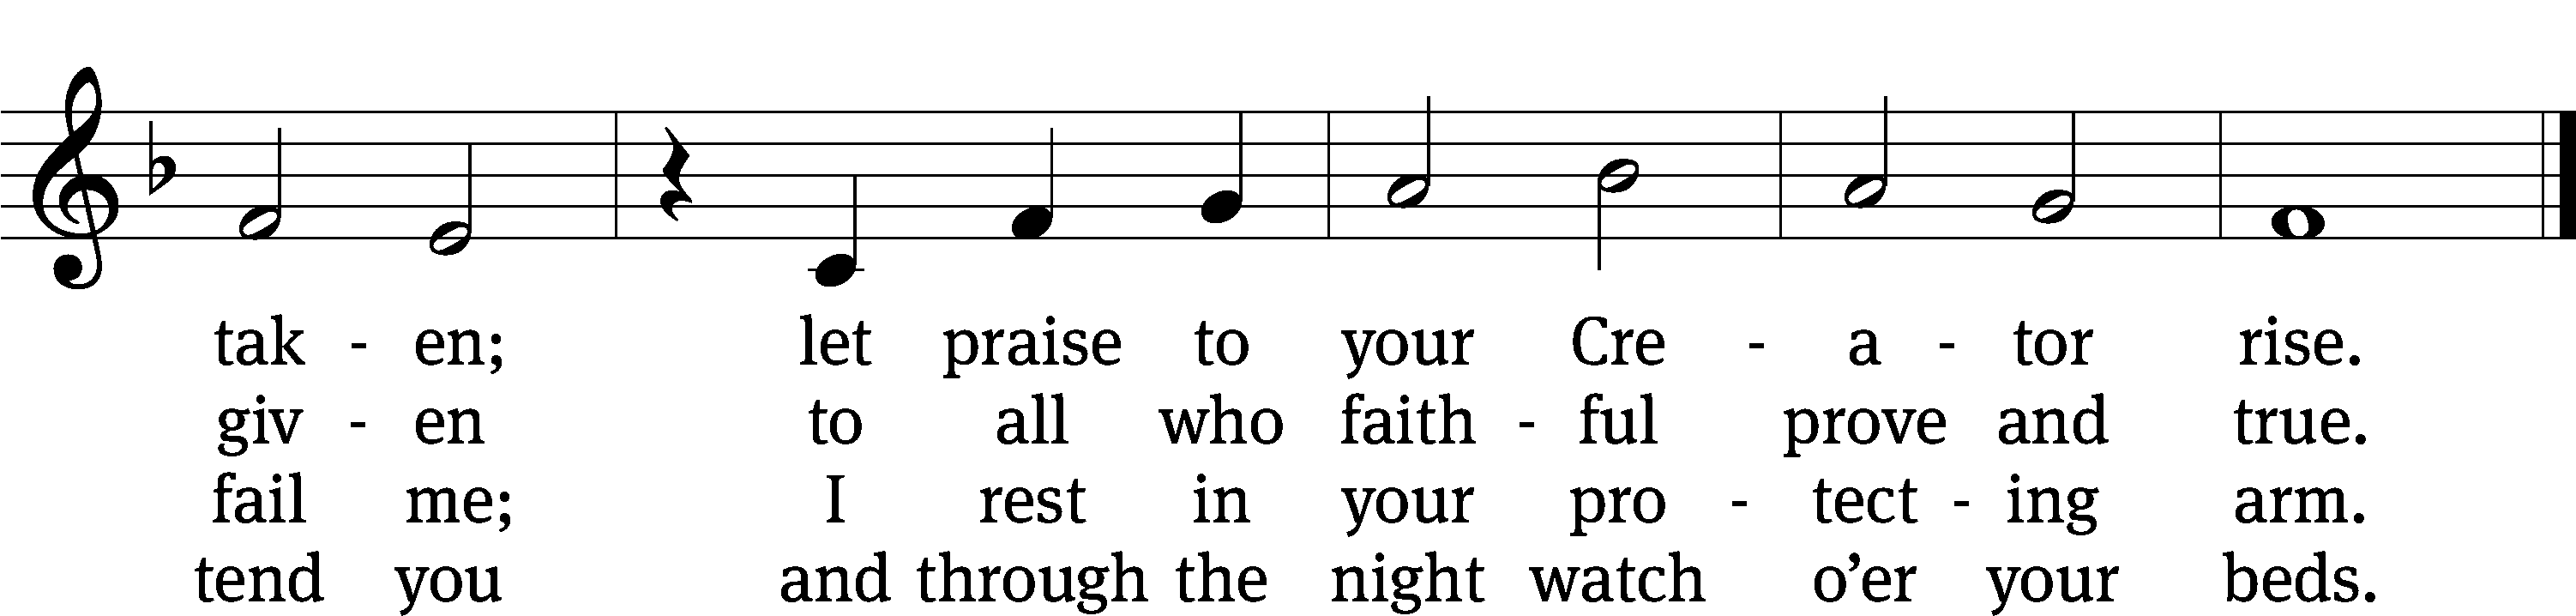 tak - en; let praise to your Cre - a - tor rise.
giv - en to all who faith - ful prove and true.
fail me; I rest in your pro - tect - ing arm.
tend you and through the night watch o’er your beds.